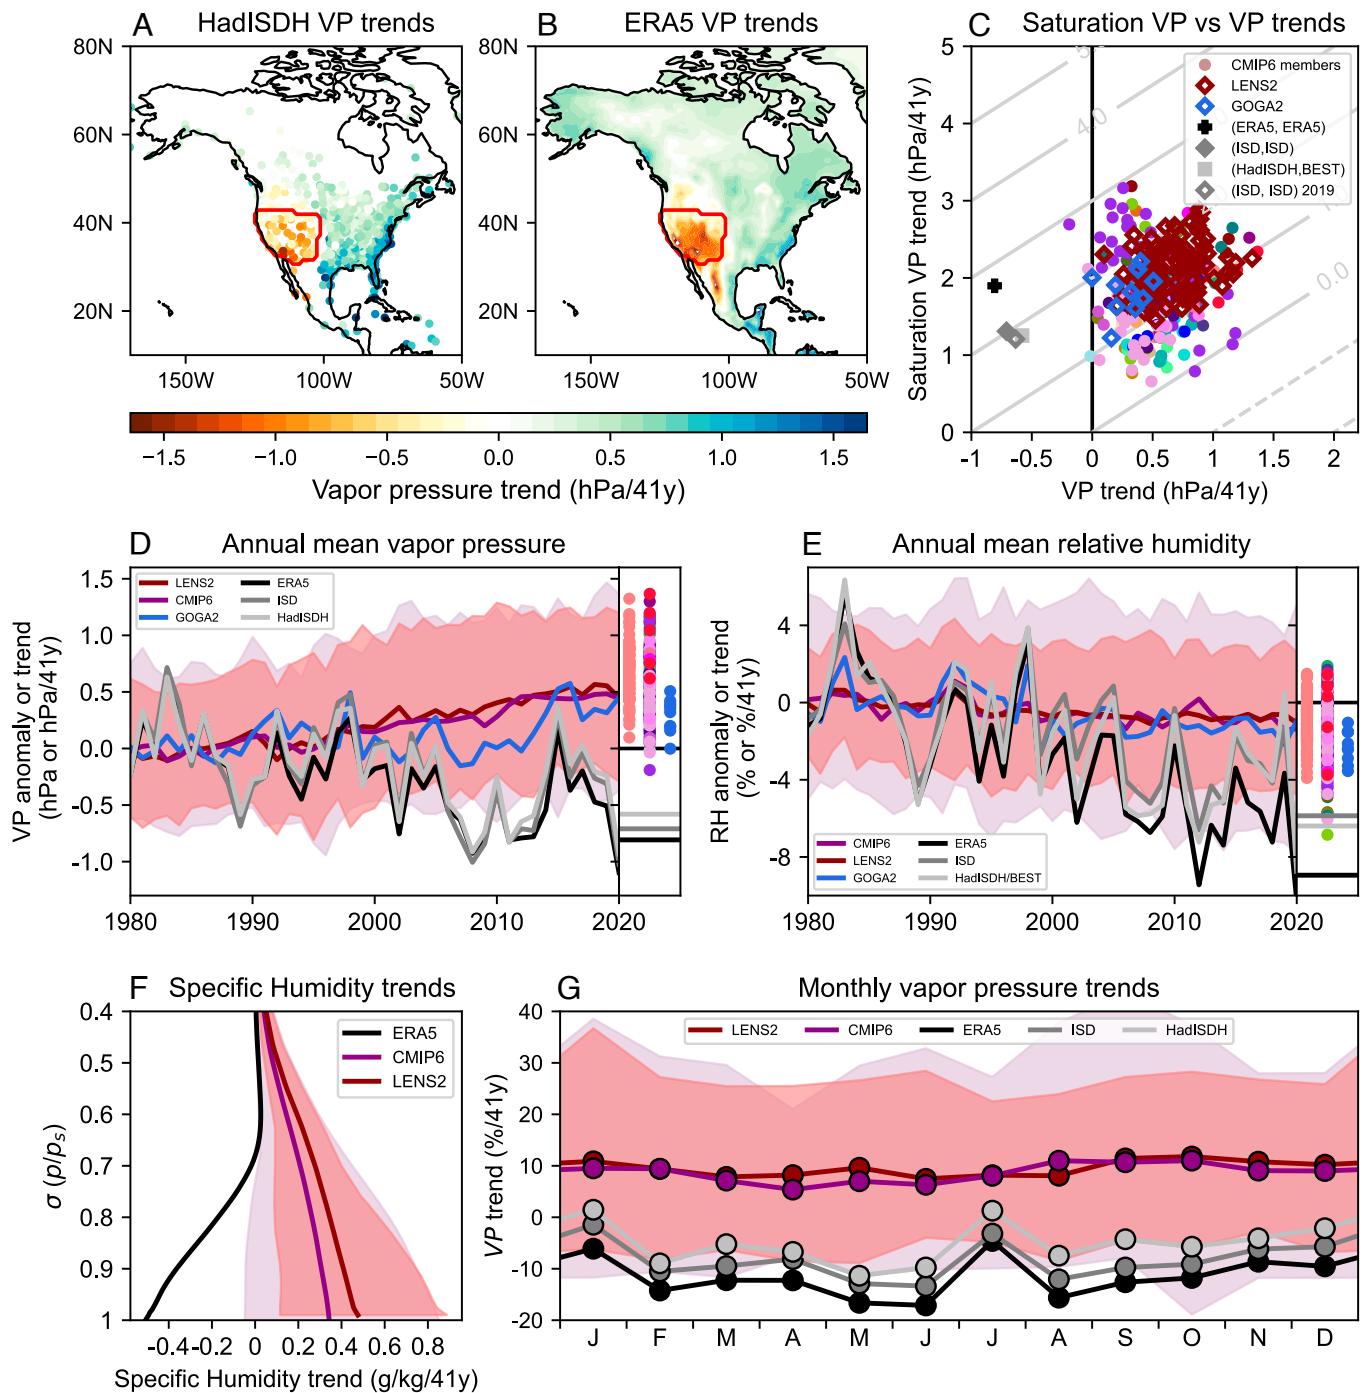 A HadISDH VP trends
80N
60N
40N
20N
150W 100W 50W
B ERA5 VP trends
80N
60N
40N
20N
150W 100W 50W
−1.5 −1.0 −0.5 0.0 0.5 1.0 1.5
Vapor pressure trend (hPa/41y)
C Saturation VP vs VP trends
Saturation VP trend (hPa/41y)
5
4
3
2
1
0
4.0
0.0
CMIP6 members
LENS2
GOGA2
(ERA5, ERA5)
(ISD,ISD)
(HadISDH,BEST)
(ISD, ISD) 2019
-1 -0.5 0 0.5 1 1.5 2
VP trend (hPa/41y)
D Annual mean vapor pressure
VP anomaly or trend
(hPa or hPa/41y)
1.5
1.0
0.5
0.0
-0.5
-1.0
LENS2 ERA5
CMIP6 ISD
GOGA2 HadISDH
1980 1990 2000 2010 2020
E Annual mean relative humidity
RH anomaly or trend
(% or %/41y)
4
0
-4
-8
CMIP6 ERA5
LENS2 ISD
GOGA2 HadISDH/BEST
1980 1990 2000 2010 2020
F Specific Humidity trends
σ (p/pₛ)
0.4
0.5
0.6
0.7
0.8
0.9
1
ERA5
CMIP6
LENS2
-0.4 -0.2 0 0.2 0.4 0.6 0.8
Specific Humidity trend (g/kg/41y)
G Monthly vapor pressure trends
VP trend (%/41y)
40
30
20
10
0
-10
-20
LENS2 CMIP6 ERA5 ISD HadISDH
J F M A M J J A S O N D